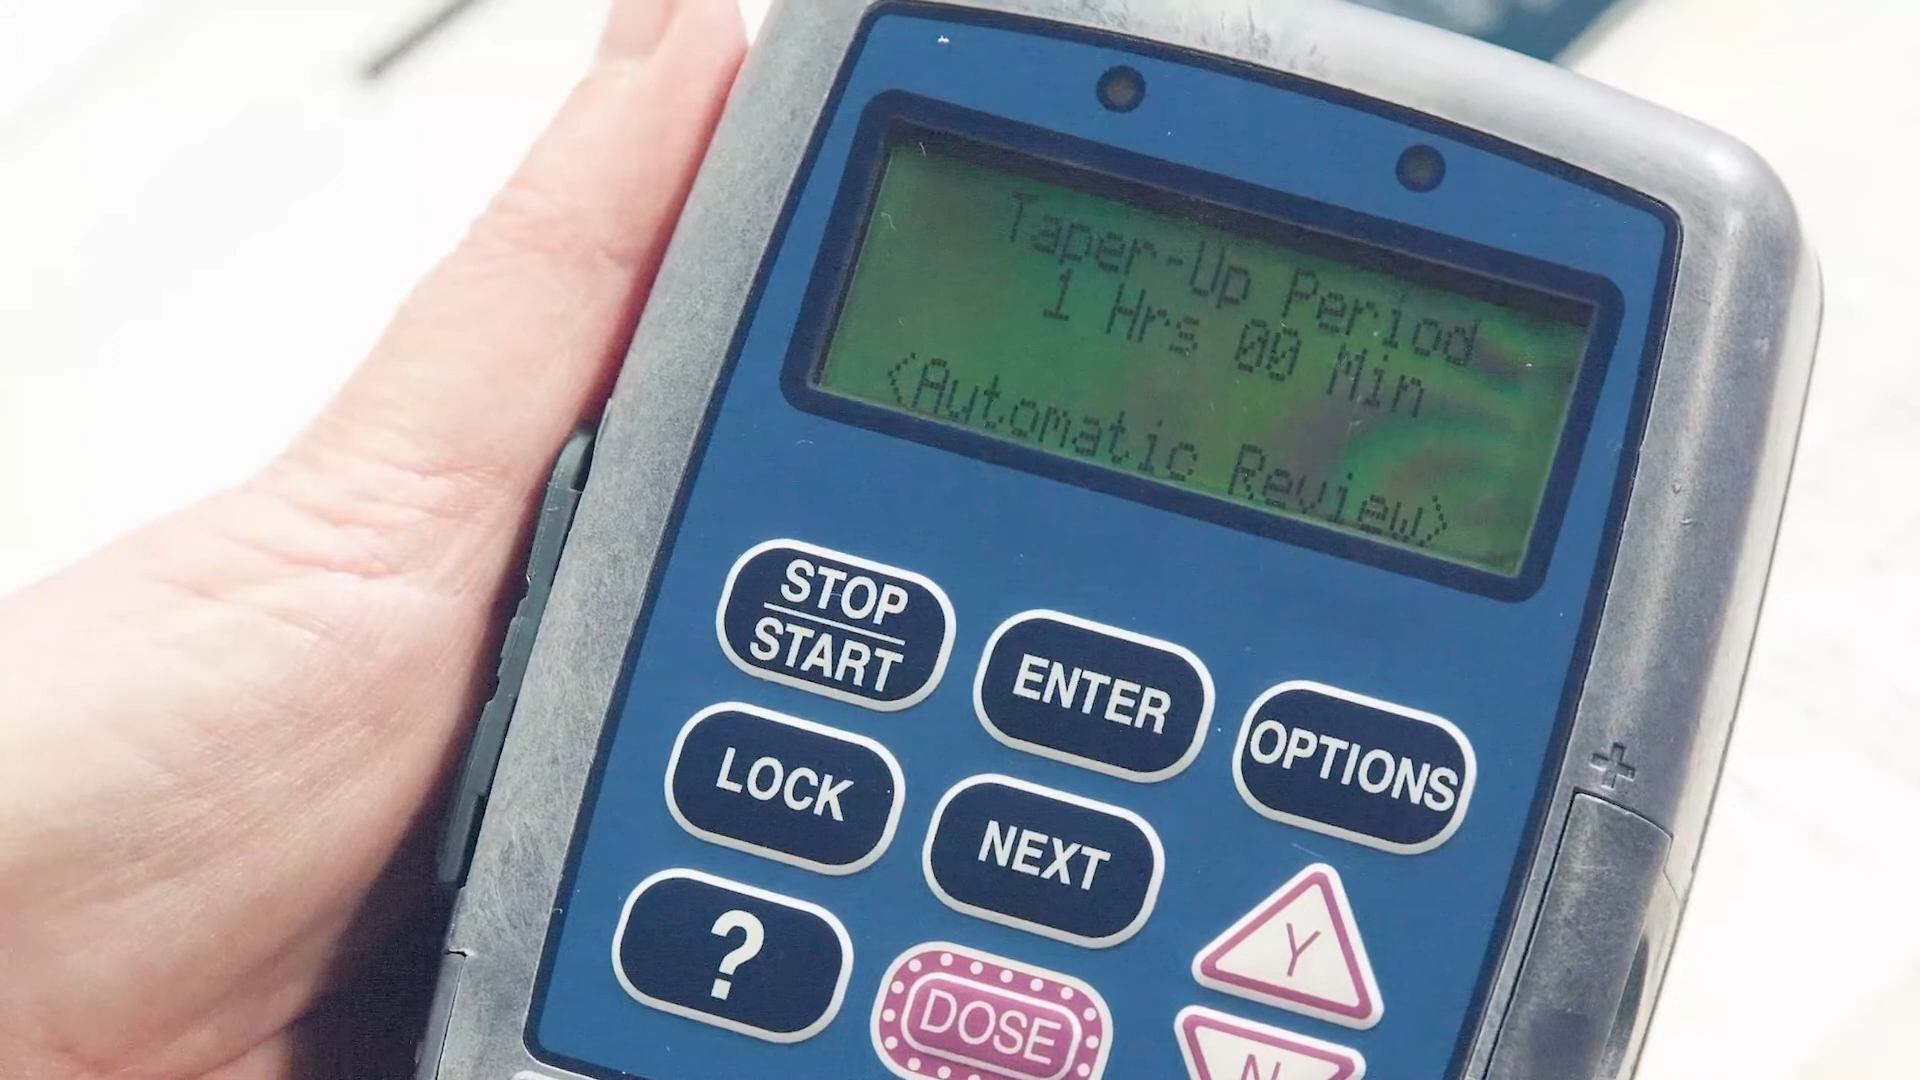 Taper-Up Period
1 Hrs 00 Min
<Automatic Review>
STOP
START
ENTER
OPTIONS
LOCK
NEXT
?
Y
DOSE
N
+